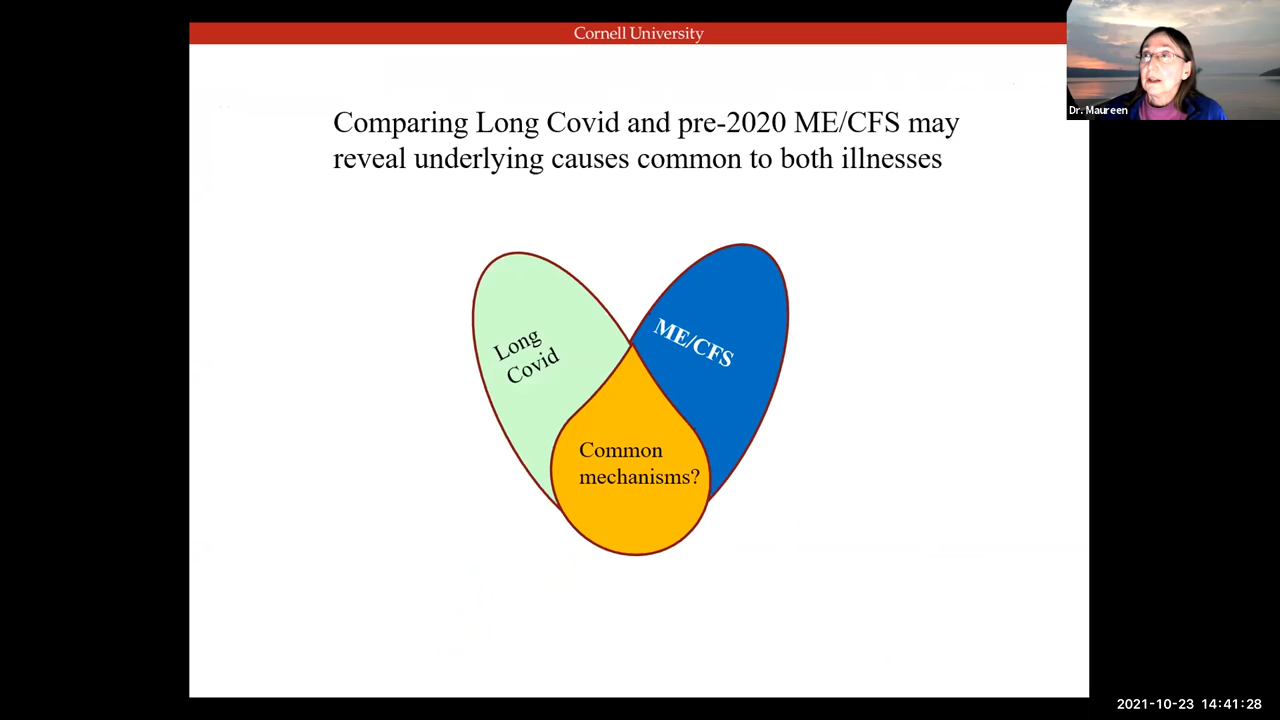 Cornell University
Dr. Maureen
Comparing Long Covid and pre-2020 ME/CFS may
reveal underlying causes common to both illnesses
Long
Covid
ME/CFS
Common
mechanisms?
2021-10-23 14:41:28